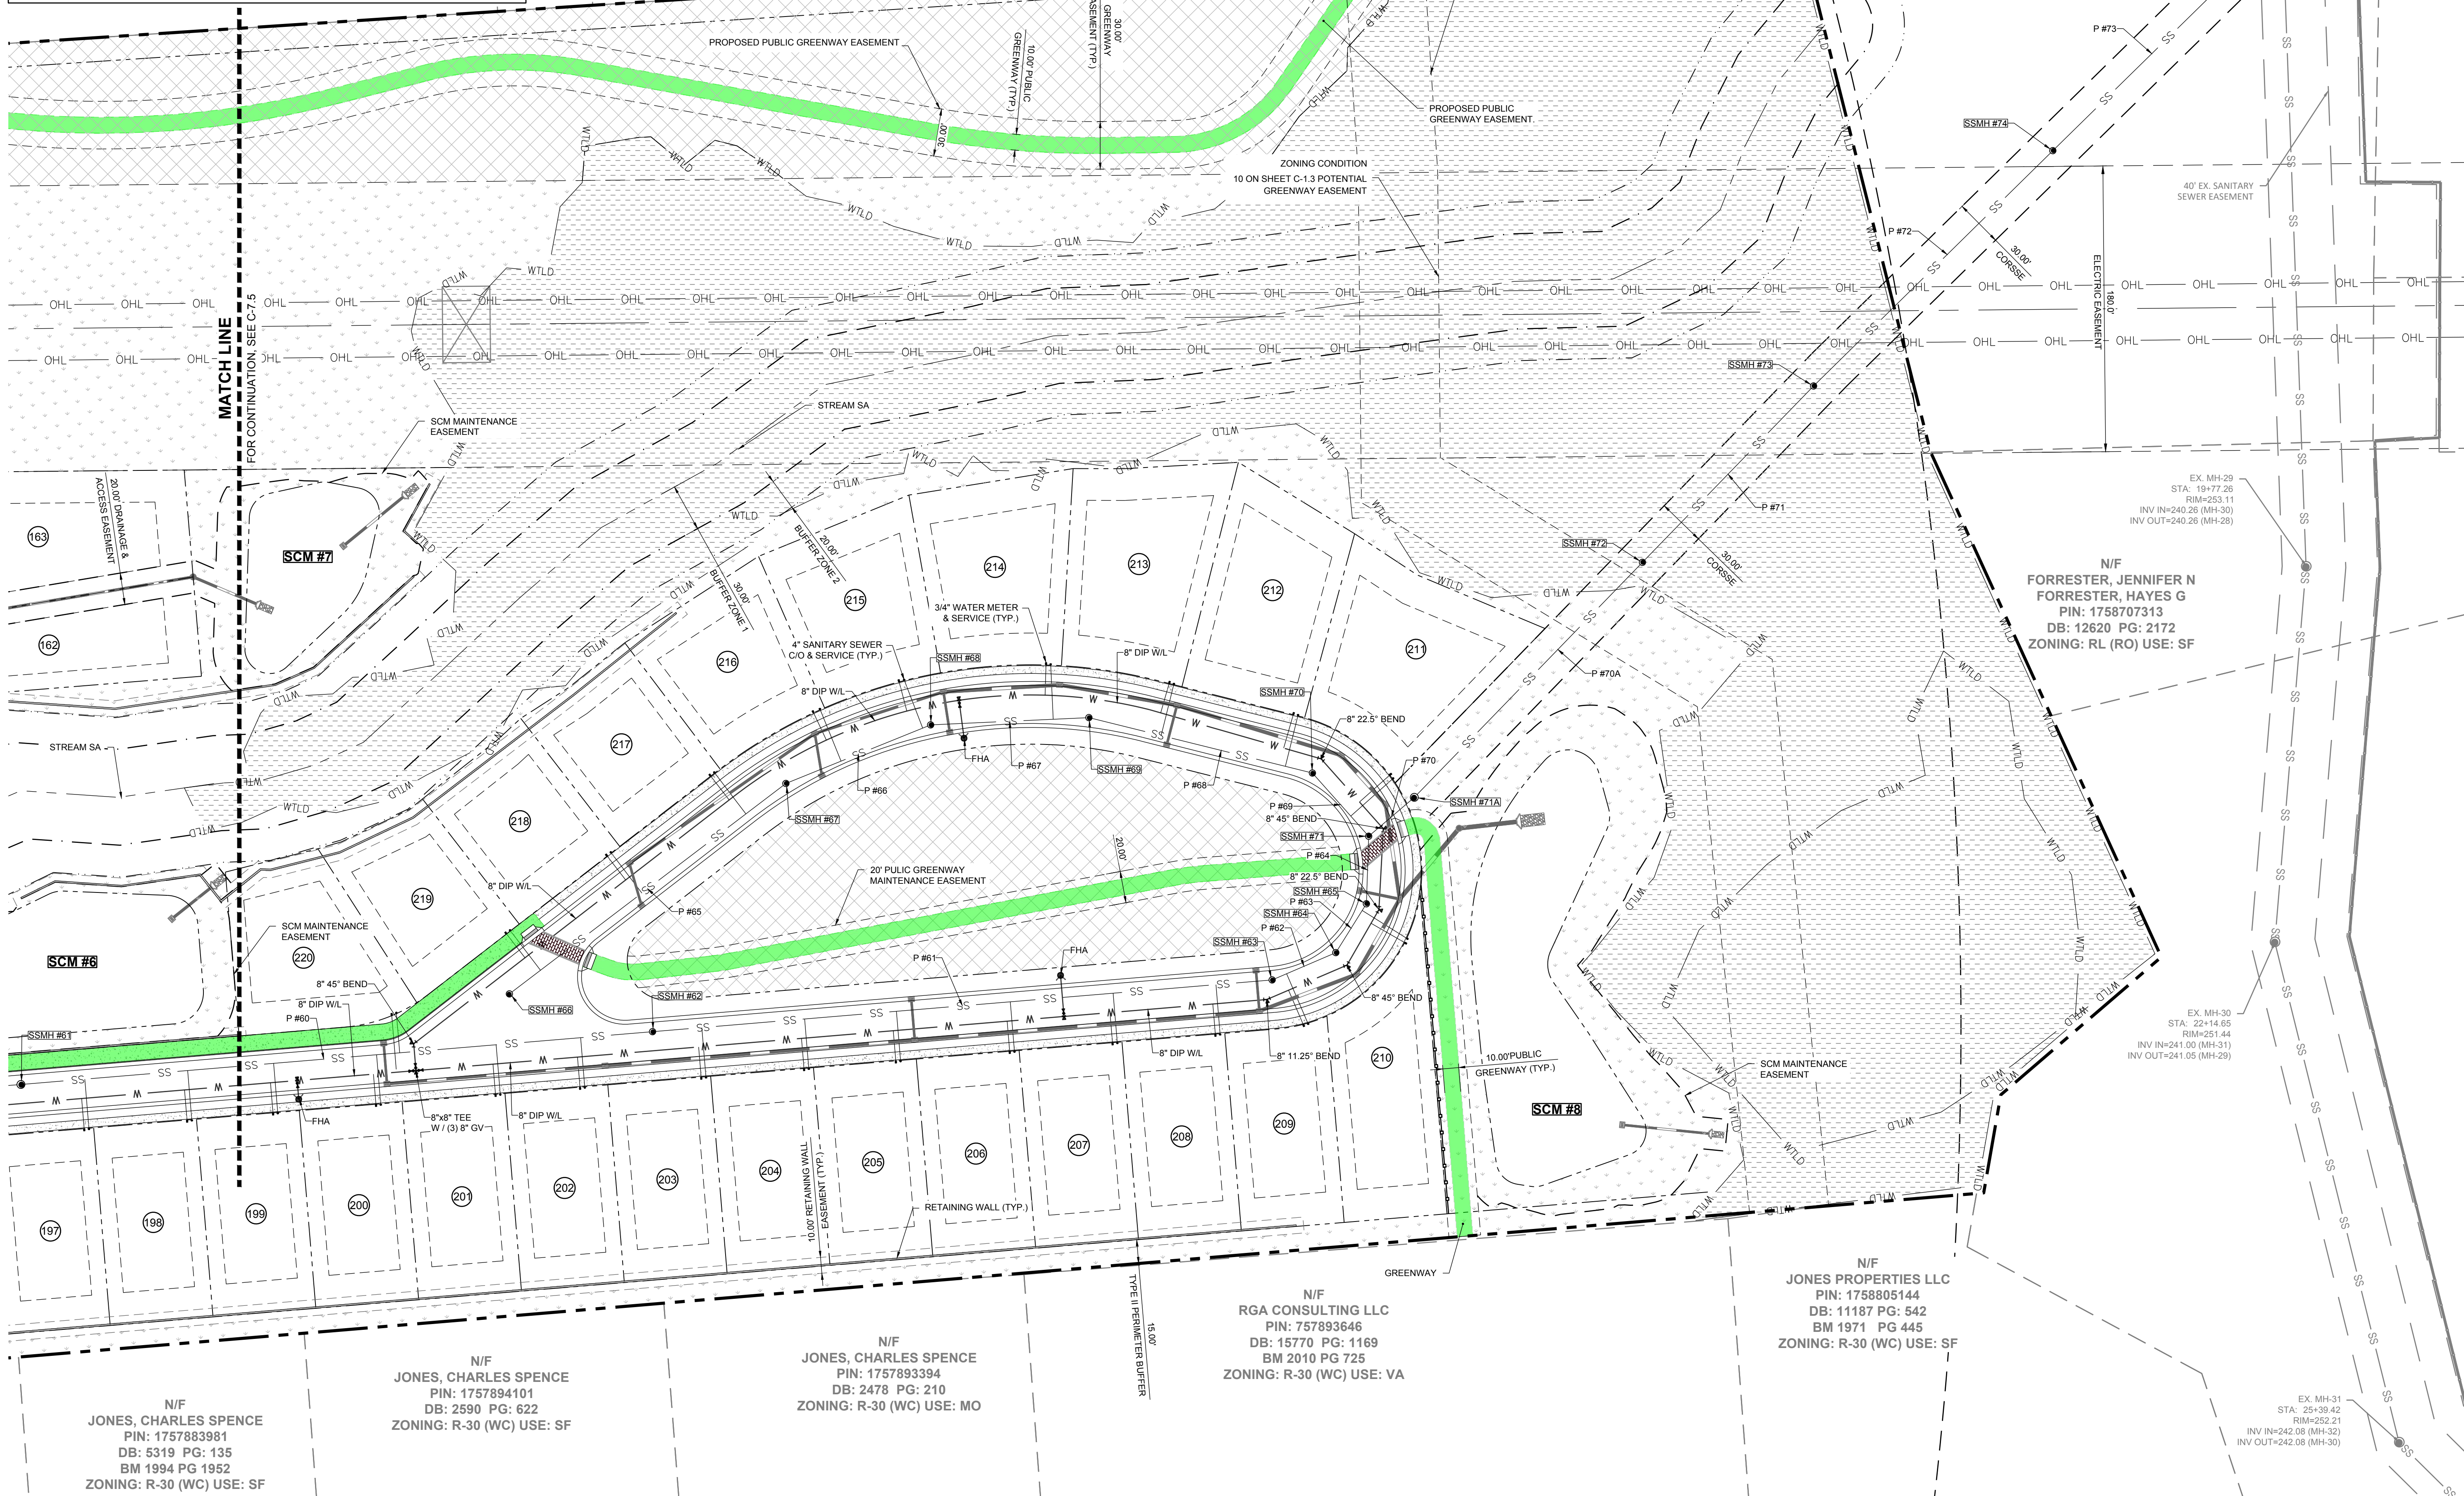 PROPOSED PUBLIC GREENWAY EASEMENT
10.00' PUBLIC
GREENWAY (TYP.)
30.00'
GREENWAY
ASEMENT (TYP.)
30.00'
PROPOSED PUBLIC
GREENWAY EASEMENT.
ZONING CONDITION
10 ON SHEET C-1.3 POTENTIAL
GREENWAY EASEMENT
P #73
SSMH #74
40' EX. SANITARY
SEWER EASEMENT
P #72
30.00'
CORSSE
180.0'
ELECTRIC EASEMENT
MATCH LINE
FOR CONTINUATION, SEE C-7.5
SSMH #73
STREAM SA
SCM MAINTENANCE
EASEMENT
20.00' DRAINAGE &
ACCESS EASEMENT
163
SCM #7
162
20.00'
BUFFER ZONE 2
30.00'
BUFFER ZONE 1
P #71
SSMH #72
30.00'
CORSSE
EX. MH-29
STA: 19+77.26
RIM=253.11
INV IN=240.26 (MH-30)
INV OUT=240.26 (MH-28)
N/F
FORRESTER, JENNIFER N
FORRESTER, HAYES G
PIN: 1758707313
DB: 12620 PG: 2172
ZONING: RL (RO) USE: SF
214
213
212
215
211
216
217
218
219
220
3/4" WATER METER
& SERVICE (TYP.)
4" SANITARY SEWER
C/O & SERVICE (TYP.)
SSMH #68
8" DIP W/L
8" DIP W/L
SSMH #70
8" 22.5° BEND
P #70A
STREAM SA
FHA
P #67
SSMH #69
P #66
P #68
SSMH #67
P #70
P #69
8" 45° BEND
SSMH #71A
SSMH #71
P #64
8" 22.5° BEND
SSMH #65
P #63
SSMH #64
P #62
SSMH #63
20.00'
20' PULIC GREENWAY
MAINTENANCE EASEMENT
8" DIP W/L
P #65
SCM MAINTENANCE
EASEMENT
SCM #6
8" 45° BEND
8" DIP W/L
P #60
SSMH #61
SSMH #66
SSMH #62
P #61
FHA
8" 45° BEND
8" DIP W/L
8" 11.25° BEND
210
10.00'PUBLIC
GREENWAY (TYP.)
SCM MAINTENANCE
EASEMENT
SCM #8
EX. MH-30
STA: 22+14.65
RIM=251.44
INV IN=241.00 (MH-31)
INV OUT=241.05 (MH-29)
FHA
8"x8" TEE
W / (3) 8" GV
8" DIP W/L
197
198
199
200
201
202
203
204
205
206
207
208
209
10.00' RETAINING WALL
EASEMENT (TYP.)
RETAINING WALL (TYP.)
15.00'
TYPE II PERIMETER BUFFER
GREENWAY
N/F
JONES, CHARLES SPENCE
PIN: 1757883981
DB: 5319 PG: 135
BM 1994 PG 1952
ZONING: R-30 (WC) USE: SF
N/F
JONES, CHARLES SPENCE
PIN: 1757894101
DB: 2590 PG: 622
ZONING: R-30 (WC) USE: SF
N/F
JONES, CHARLES SPENCE
PIN: 1757893394
DB: 2478 PG: 210
ZONING: R-30 (WC) USE: MO
N/F
RGA CONSULTING LLC
PIN: 757893646
DB: 15770 PG: 1169
BM 2010 PG 725
ZONING: R-30 (WC) USE: VA
N/F
JONES PROPERTIES LLC
PIN: 1758805144
DB: 11187 PG: 542
BM 1971 PG 445
ZONING: R-30 (WC) USE: SF
EX. MH-31
STA: 25+39.42
RIM=252.21
INV IN=242.08 (MH-32)
INV OUT=242.08 (MH-30)
OHL
WTLD
SS
W